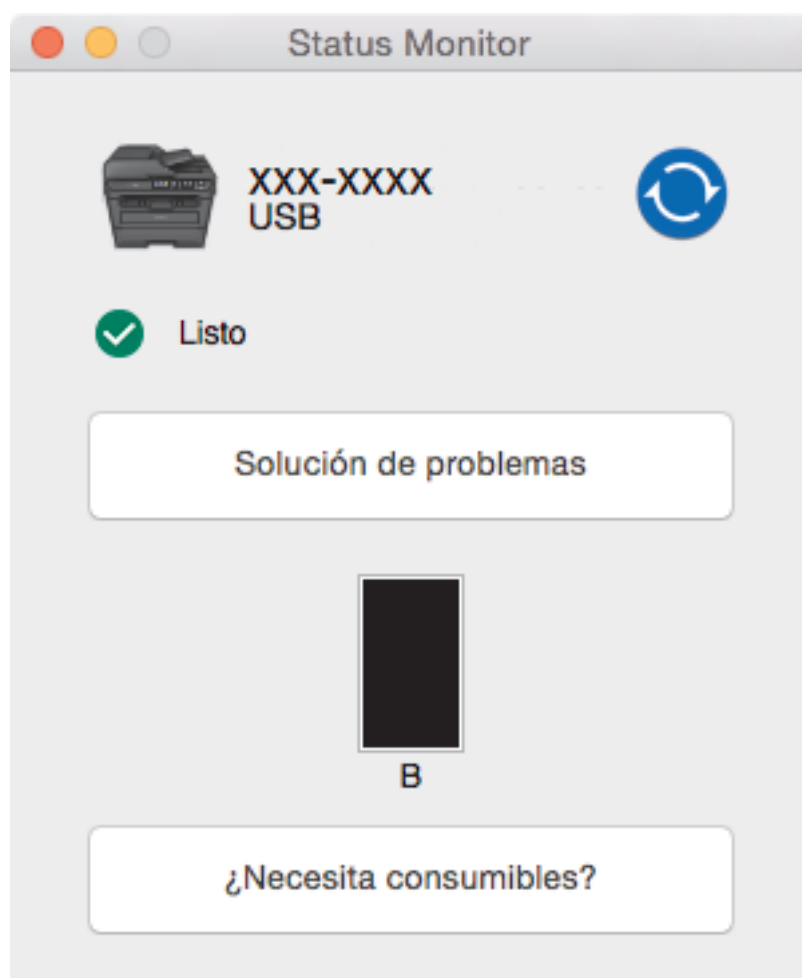 Status Monitor
XXX-XXXX
USB
Listo
Solución de problemas
B
¿Necesita consumibles?